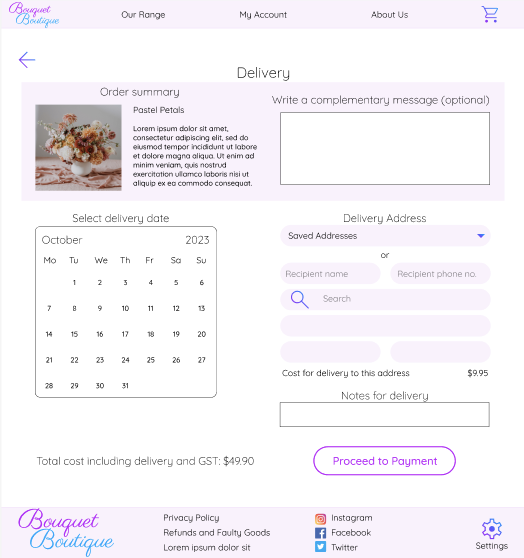 Bouquet
Boutique
Our Range
My Account
About Us
Delivery
Order summary
Pastel Petals
Lorem ipsum dolor sit amet,
consectetur adipiscing elit, sed do
eiusmod tempor incididunt ut labore
et dolore magna aliqua. Ut enim ad
minim veniam, quis nostrud
exercitation ullamco laboris nisi ut
aliquip ex ea commodo consequat.
Write a complementary message (optional)
Select delivery date
October 2023
Mo Tu We Th Fr Sa Su
1 2 3 4 5 6
7 8 9 10 11 12 13
14 15 16 17 18 19 20
21 22 23 24 25 26 27
28 29 30 31
Delivery Address
Saved Addresses
or
Recipient name
Recipient phone no.
Search
Cost for delivery to this address $9.95
Notes for delivery
Total cost including delivery and GST: $49.90
Proceed to Payment
Bouquet
Boutique
Privacy Policy
Refunds and Faulty Goods
Lorem ipsum dolor sit
Instagram
Facebook
Twitter
Settings